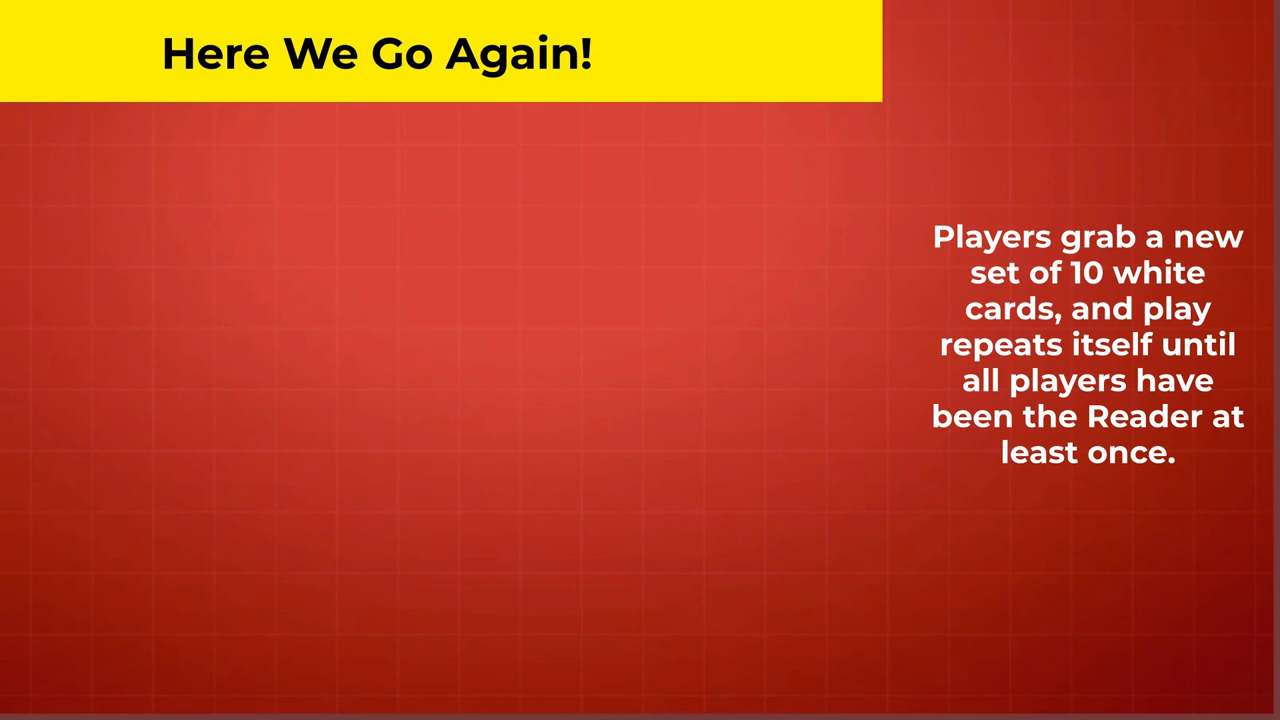 Here We Go Again!
Players grab a new
set of 10 white
cards, and play
repeats itself until
all players have
been the Reader at
least once.